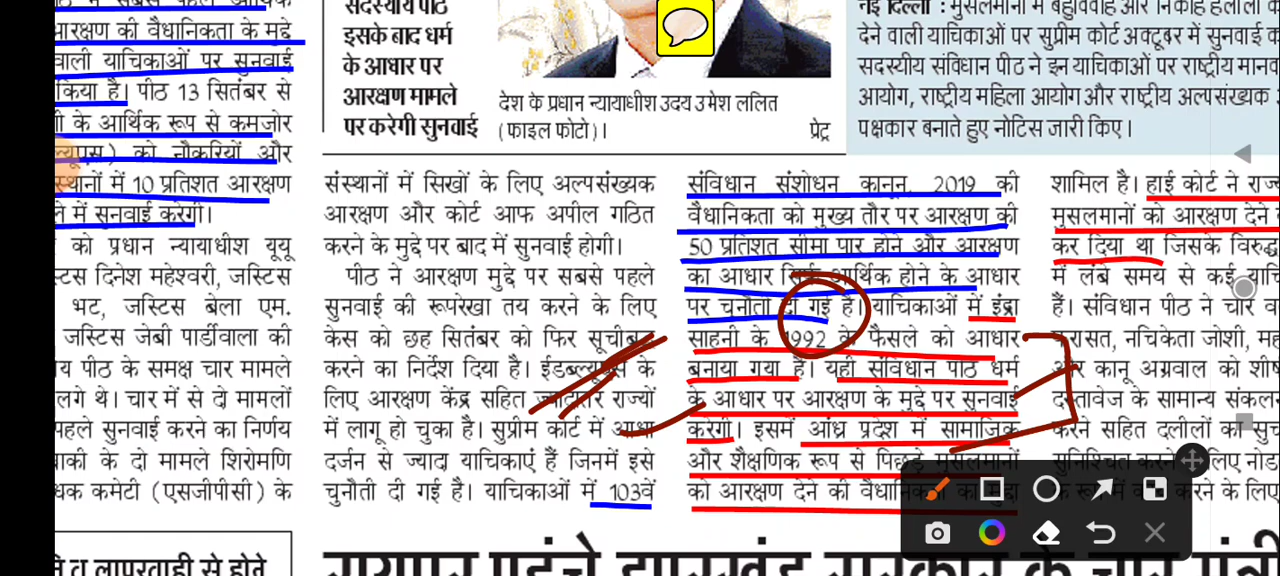 आरक्षण की वैधानिकता के मुद्दे
वाली याचिकाओं पर सुनवाई
किया है। पीठ 13 सितंबर से
के आर्थिक रूप से कमजोर
को नौकरियों और
में 10 प्रतिशत आरक्षण
में सुनवाई करेगी।
को प्रधान न्यायाधीश यूयू
दिनेश महेश्वरी, जस्टिस
भट, जस्टिस बेला एम.
जस्टिस जेबी पार्डीवाला की
पीठ के समक्ष चार मामले
लगे थे। चार में से दो मामलों
पहले सुनवाई करने का निर्णय
के दो मामले शिरोमणि
कमेटी (एसजीपीसी) के
सदस्यीय पीठ
इसके बाद धर्म
के आधार पर
आरक्षण मामले
पर करेगी सुनवाई
देश के प्रधान न्यायाधीश उदय उमेश ललित
(फाइल फोटो)। प्रेट्र
नई दिल्ली : मुसलमानों में बहुविवाह और निकाह हलाला
देने वाली याचिकाओं पर सुप्रीम कोर्ट अक्टूबर में सुनवाई
सदस्यीय संविधान पीठ ने इन याचिकाओं पर राष्ट्रीय मानव
आयोग, राष्ट्रीय महिला आयोग और राष्ट्रीय अल्पसंख्यक
पक्षकार बनाते हुए नोटिस जारी किए।
संस्थानों में सिखों के लिए अल्पसंख्यक
आरक्षण और कोर्ट आफ अपील गठित
करने के मुद्दे पर बाद में सुनवाई होगी।
पीठ ने आरक्षण मुद्दे पर सबसे पहले
सुनवाई की रूपरेखा तय करने के लिए
केस को छह सितंबर को फिर सूचीबद्ध
करने का निर्देश दिया है। ईडब्ल्यूएस के
लिए आरक्षण केंद्र सहित ज्यादातर राज्यों
में लागू हो चुका है। सुप्रीम कोर्ट में आधा
दर्जन से ज्यादा याचिकाएं हैं जिनमें इसे
चुनौती दी गई है। याचिकाओं में 103वें
संविधान संशोधन कानून, 2019 की
वैधानिकता को मुख्य तौर पर आरक्षण की
50 प्रतिशत सीमा पार होने और आरक्षण
का आधार सिर्फ आर्थिक होने के आधार
पर चुनौती दी गई है। याचिकाओं में इंद्रा
साहनी के 1992 के फैसले को आधार
बनाया गया है। यही संविधान पीठ धर्म
के आधार पर आरक्षण के मुद्दे पर सुनवाई
करेगी। इसमें आंध्र प्रदेश में सामाजिक
और शैक्षणिक रूप से पिछड़े मुसलमानों
को आरक्षण देने की वैधानिकता का मुद्दा
शामिल है। हाई कोर्ट ने
मुसलमानों को आरक्षण देने
कर दिया था जिसके विरुद्ध
में लंबे समय से कई
हैं। संविधान पीठ ने चार
नचिकेता जोशी,
और कानू अग्रवाल को
दस्तावेज के सामान्य
करने सहित दलीलों को
सुनिश्चित करने
करने के लिए
लापरवाही से होते